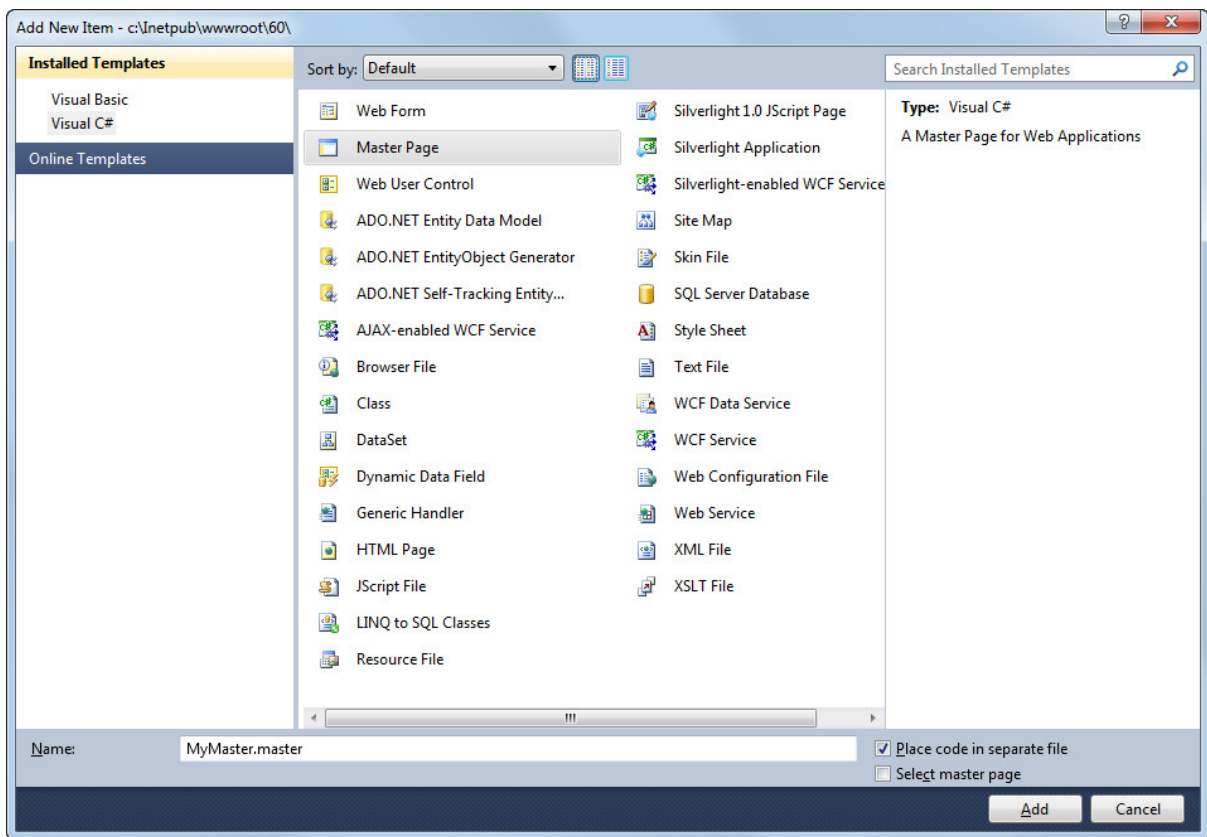 Add New Item - c:\Inetpub\wwwroot\60\
Installed Templates
Visual Basic
Visual C#
Online Templates
Sort by: Default
Search Installed Templates
Web Form
Master Page
Web User Control
ADO.NET Entity Data Model
ADO.NET EntityObject Generator
ADO.NET Self-Tracking Entity...
AJAX-enabled WCF Service
Browser File
Class
DataSet
Dynamic Data Field
Generic Handler
HTML Page
JScript File
LINQ to SQL Classes
Resource File
Silverlight 1.0 JScript Page
Silverlight Application
Silverlight-enabled WCF Service
Site Map
Skin File
SQL Server Database
Style Sheet
Text File
WCF Data Service
WCF Service
Web Configuration File
Web Service
XML File
XSLT File
Type: Visual C#
A Master Page for Web Applications
Name: MyMaster.master
Place code in separate file
Select master page
Add Cancel